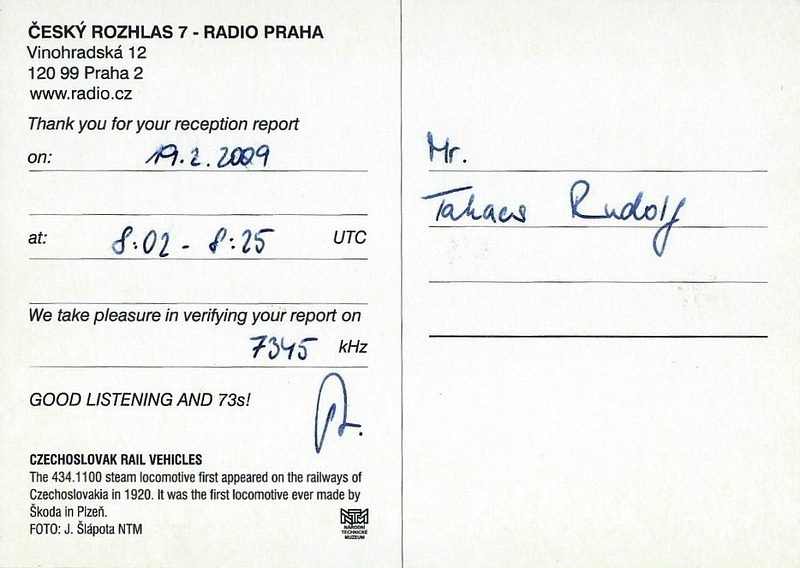 ČESKÝ ROZHLAS 7 - RADIO PRAHA
Vinohradská 12
120 99 Praha 2
www.radio.cz
Thank you for your reception report
on: 19.2.2009
at: 8:02 - 8:25 UTC
We take pleasure in verifying your report on
7345 kHz
GOOD LISTENING AND 73s!
CZECHOSLOVAK RAIL VEHICLES
The 434.1100 steam locomotive first appeared on the railways of
Czechoslovakia in 1920. It was the first locomotive ever made by
Škoda in Plzeň.
FOTO: J. Šlápota NTM
NTM
NÁRODNÍ
TECHNICKÉ
MUZEUM
Mr.
Takacs Rudolf